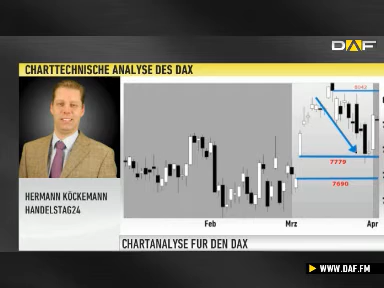 DAF
CHARTTECHNISCHE ANALYSE DES DAX
8042
7779
7690
HERMANN KÖCKEMANN
HANDELSTAG24
Feb Mrz Apr
CHARTANALYSE FÜR DEN DAX
WWW.DAF.FM